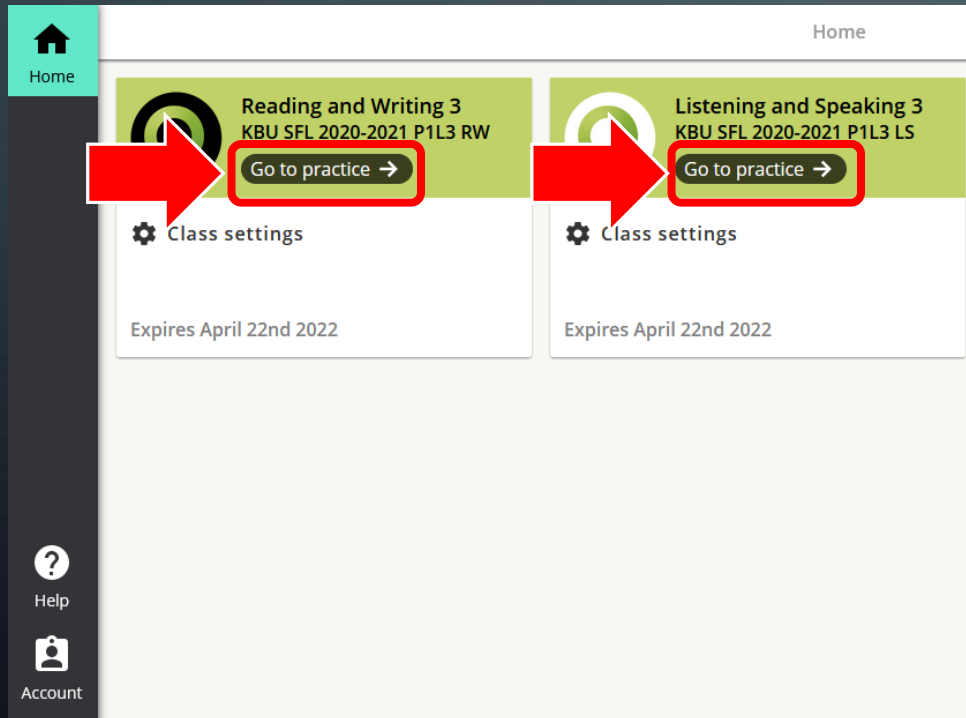 Home
Home
Reading and Writing 3
KBU SFL 2020-2021 P1L3 RW
Go to practice →
Class settings
Expires April 22nd 2022
Listening and Speaking 3
KBU SFL 2020-2021 P1L3 LS
Go to practice →
Class settings
Expires April 22nd 2022
Help
Account